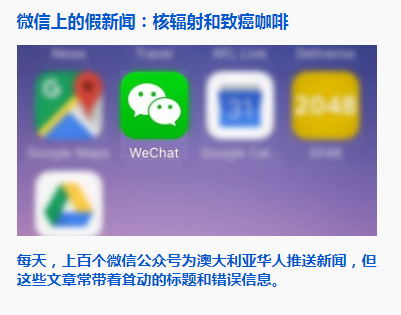 微信上的假新闻：核辐射和致癌咖啡
News
Travel
AFL Live
Deliveroo
WeChat
Google Maps
Google Cal...
2048
31
2048
每天，上百个微信公众号为澳大利亚华人推送新闻，但
这些文章常带着耸动的标题和错误信息。